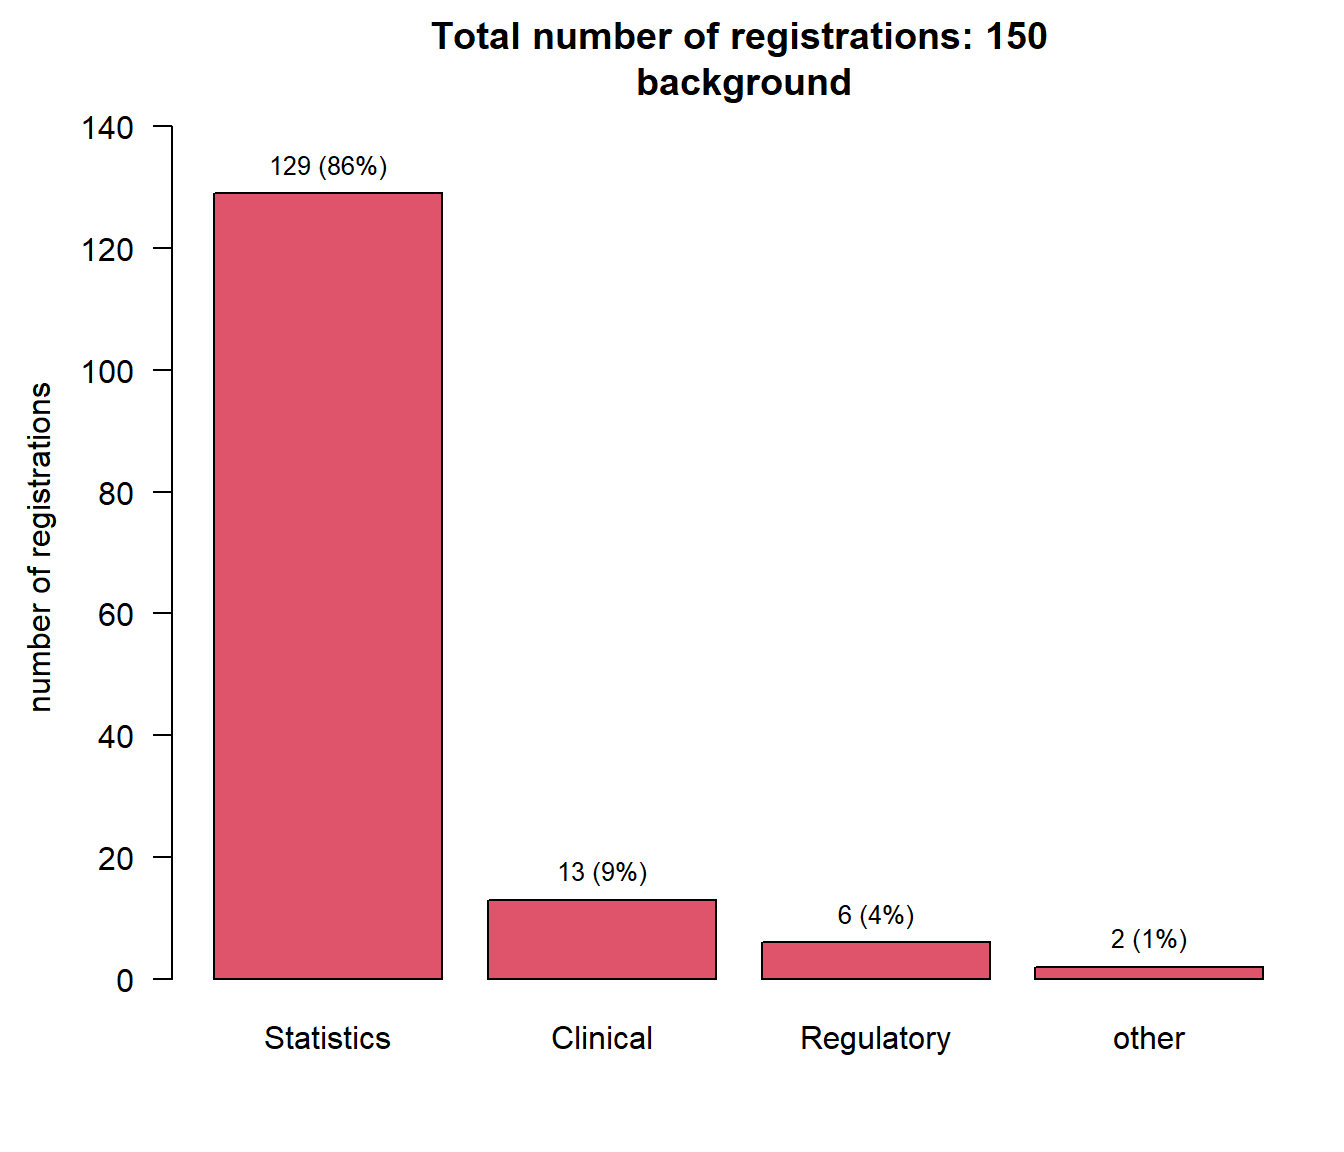 Total number of registrations: 150
background
number of registrations
140
120
100
80
60
40
20
0
129 (86%)
13 (9%)
6 (4%)
2 (1%)
Statistics
Clinical
Regulatory
other